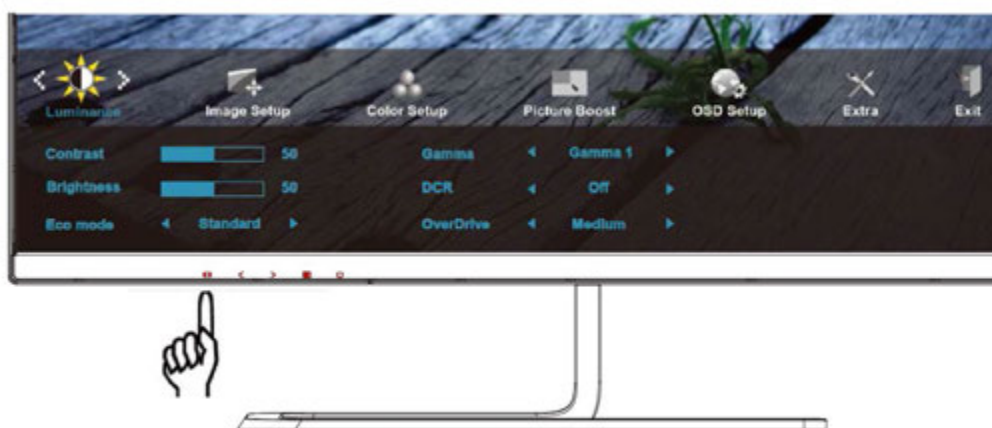 Luminance Image Setup Color Setup Picture Boost OSD Setup Extra Exit
Contrast 50 Gamma Gamma 1
Brightness 50 DCR Off
Eco mode Standard OverDrive Medium